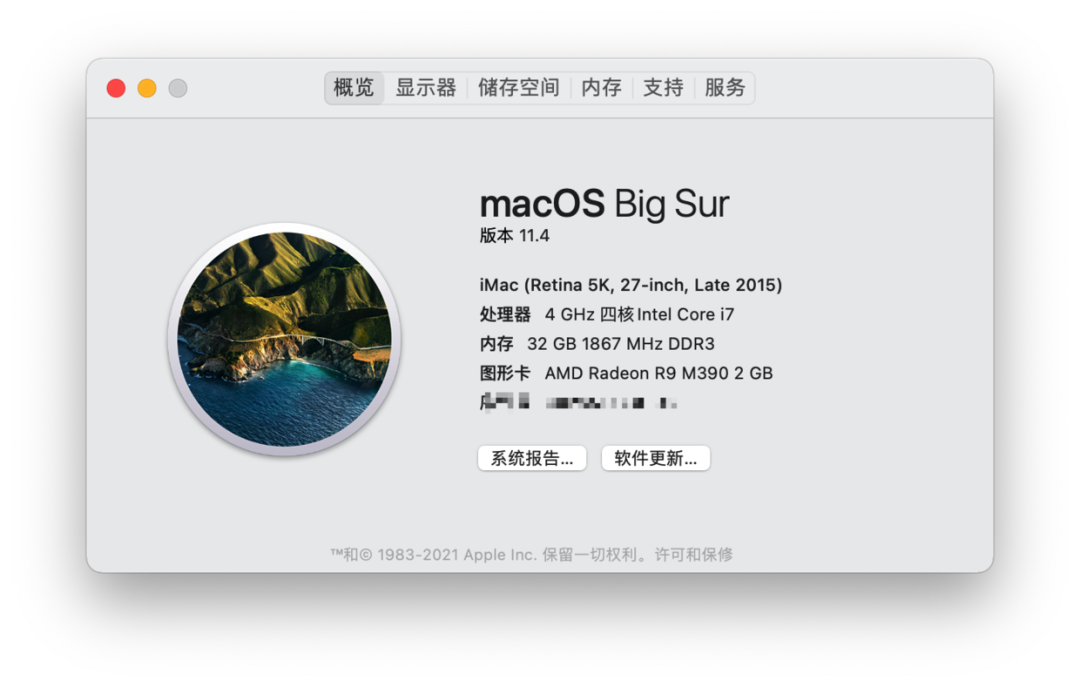 概览 显示器 储存空间 内存 支持 服务
macOS Big Sur
版本 11.4
iMac (Retina 5K, 27-inch, Late 2015)
处理器 4 GHz 四核Intel Core i7
内存 32 GB 1867 MHz DDR3
图形卡 AMD Radeon R9 M390 2 GB
系统报告... 软件更新...
™和© 1983-2021 Apple Inc. 保留一切权利。许可和保修